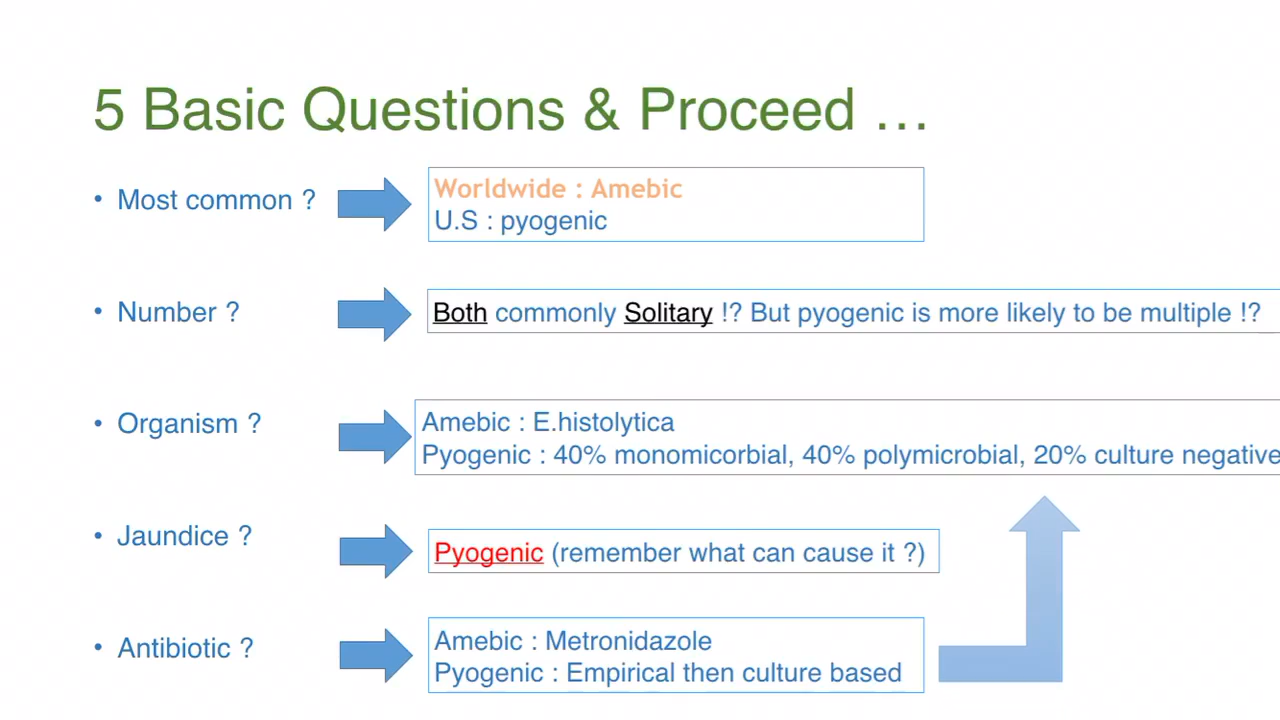 5 Basic Questions & Proceed …
• Most common ?
Worldwide : Amebic
U.S : pyogenic
• Number ?
Both commonly Solitary !? But pyogenic is more likely to be multiple !?
• Organism ?
Amebic : E.histolytica
Pyogenic : 40% monomicorbial, 40% polymicrobial, 20% culture negative
• Jaundice ?
Pyogenic (remember what can cause it ?)
• Antibiotic ?
Amebic : Metronidazole
Pyogenic : Empirical then culture based